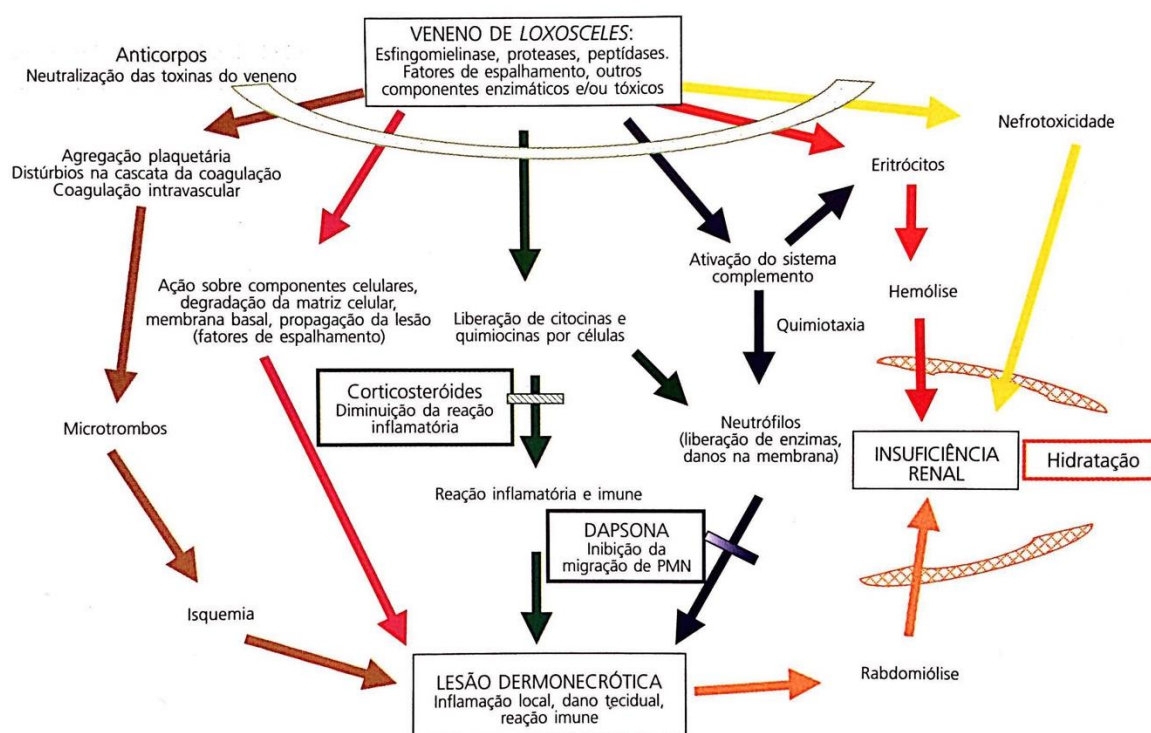 VENENO DE LOXOSCELES:
Esfingomielinase, proteases, peptídases.
Fatores de espalhamento, outros
componentes enzimáticos e/ou tóxicos
Anticorpos
Neutralização das toxinas do veneno
Nefrotoxicidade
Agregação plaquetária
Distúrbios na cascata da coagulação
Coagulação intravascular
Eritrócitos
Ativação do sistema
complemento
Ação sobre componentes celulares,
degradação da matriz celular,
membrana basal, propagação da lesão
(fatores de espalhamento)
Liberação de citocinas e
quimiocinas por células
Hemólise
Quimiotaxia
Corticosteróides
Diminuição da reação
inflamatória
Microtrombos
Neutrófilos
(liberação de enzimas,
danos na membrana)
INSUFICIÊNCIA
RENAL
Hidratação
Reação inflamatória e imune
DAPSONA
Inibição da
migração de PMN
Isquemia
Rabdomiólise
LESÃO DERMONECRÓTICA
Inflamação local, dano tecidual,
reação imune